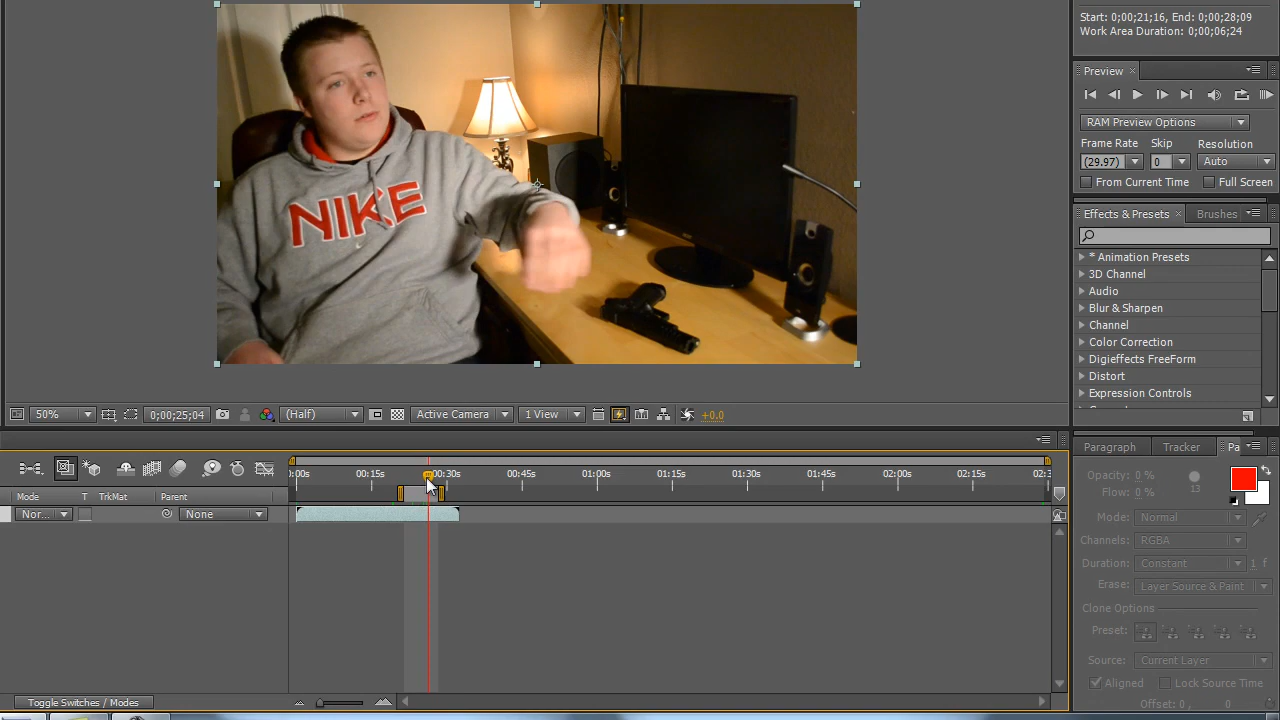 Start: 0;00;21;16, End: 0;00;28;09
Work Area Duration: 0;00;06;24
Preview
RAM Preview Options
Frame Rate Skip Resolution
(29.97) 0 Auto
From Current Time Full Screen
Effects & Presets Brushes
* Animation Presets
3D Channel
Audio
Blur & Sharpen
Channel
Color Correction
Digieffects FreeForm
Distort
Expression Controls
NIKE
50% 0;00;25;04 (Half) Active Camera 1 View +0.0
:00s 00:15s 00:30s 00:45s 01:00s 01:15s 01:30s 01:45s 02:00s 02:15s 02:3
Mode T TrkMat Parent
Nor... None
Toggle Switches / Modes
Paragraph Tracker Pa
Opacity: 0 %
Flow: 0 % 13
Mode: Normal
Channels: RGBA
Duration: Constant 1 f
Erase: Layer Source & Paint
Clone Options
Preset:
Source: Current Layer
Aligned Lock Source Time
Offset: 0 , 0